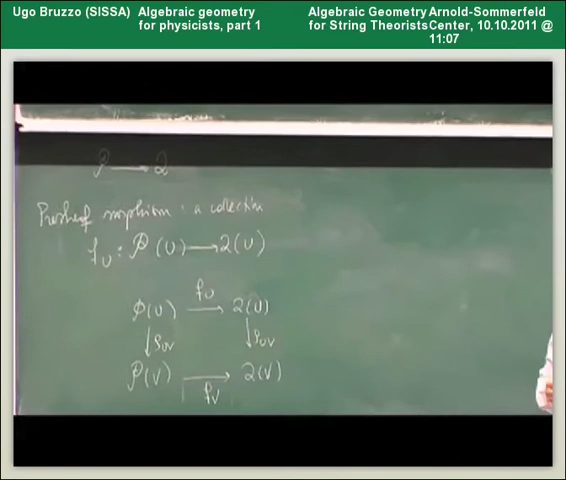 Ugo Bruzzo (SISSA)
Algebraic geometry
for physicists, part 1
Algebraic Geometry
for String Theorists
Arnold-Sommerfeld
Center, 10.10.2011 @
11:07
P ⟶ Q
Presheaf morphism : a collection
f_U : P(U) ⟶ Q(U)
P(U) ⟶ f_U Q(U)
↓ρ_UV ↓ρ_UV
P(V) ⟶ f_V Q(V)